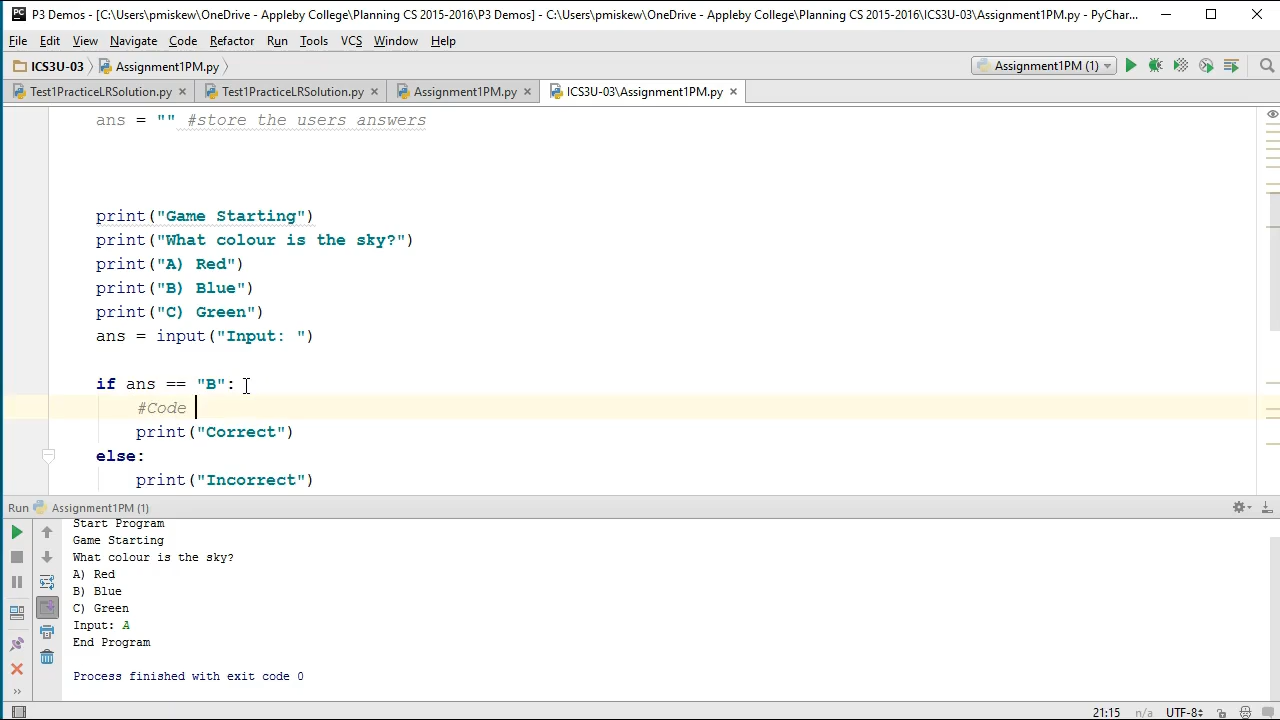 P3 Demos - [C:\Users\pmiskew\OneDrive - Appleby College\Planning CS 2015-2016\P3 Demos] - C:\Users\pmiskew\OneDrive - Appleby College\Planning CS 2015-2016\ICS3U-03\Assignment1PM.py - PyChar...
File Edit View Navigate Code Refactor Run Tools VCS Window Help
ICS3U-03 Assignment1PM.py Assignment1PM (1)
Test1PracticeLRSolution.py Test1PracticeLRSolution.py Assignment1PM.py ICS3U-03\Assignment1PM.py
ans = "" #store the users answers
print("Game Starting")
print("What colour is the sky?")
print("A) Red")
print("B) Blue")
print("C) Green")
ans = input("Input: ")
if ans == "B":
#Code
print("Correct")
else:
print("Incorrect")
Run Assignment1PM (1)
Start Program
Game Starting
What colour is the sky?
A) Red
B) Blue
C) Green
Input: A
End Program
Process finished with exit code 0
21:15 n/a UTF-8